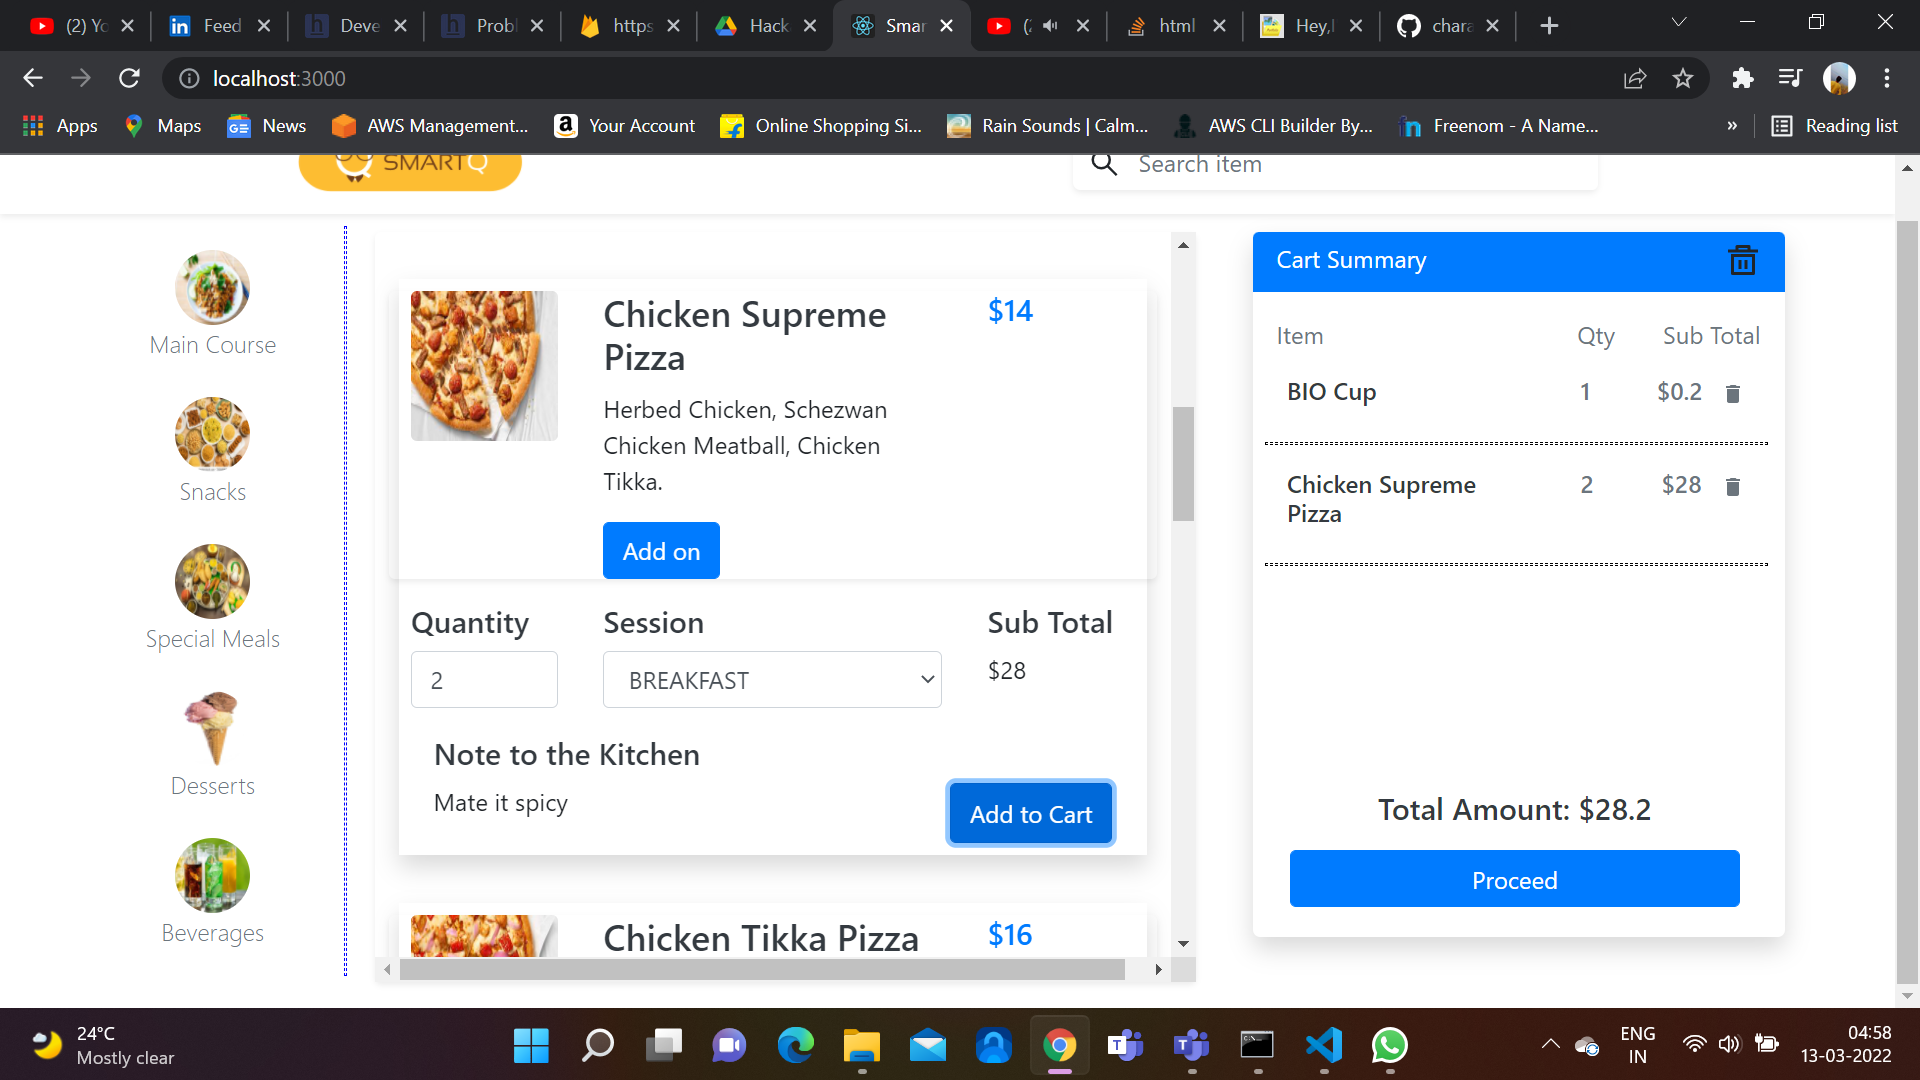 (2) Yo
Feed
Deve
Probl
https
Hack
Smar
(2
html
Hey,I
chara
localhost:3000
Apps
Maps
News
AWS Management...
Your Account
Online Shopping Si...
Rain Sounds | Calm...
AWS CLI Builder By...
Freenom - A Name...
»
Reading list
SMARTQ
Search item
Main Course
Snacks
Special Meals
Desserts
Beverages
Chicken Supreme
Pizza
$14
Herbed Chicken, Schezwan
Chicken Meatball, Chicken
Tikka.
Add on
Quantity
Session
Sub Total
2
BREAKFAST
$28
Note to the Kitchen
Mate it spicy
Add to Cart
Chicken Tikka Pizza
$16
Cart Summary
Item Qty Sub Total
BIO Cup 1 $0.2
Chicken Supreme 2 $28
Pizza
Total Amount: $28.2
Proceed
24°C
Mostly clear
ENG
IN
04:58
13-03-2022